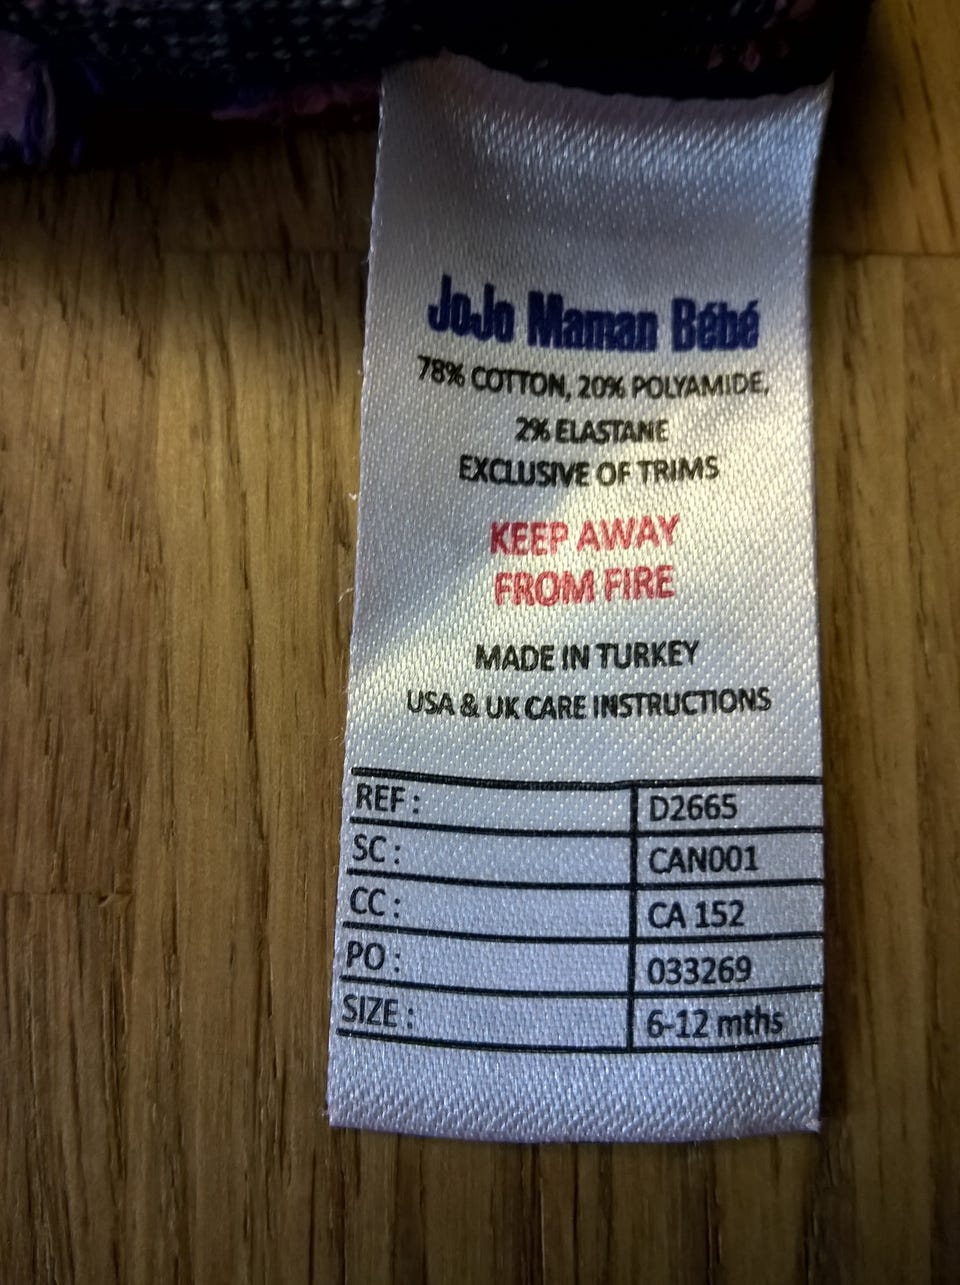 JoJo Maman Bébé
78% COTTON, 20% POLYAMIDE,
2% ELASTANE
EXCLUSIVE OF TRIMS
KEEP AWAY
FROM FIRE
MADE IN TURKEY
USA & UK CARE INSTRUCTIONS
REF : D2665
SC : CAN001
CC : CA 152
PO : 033269
SIZE : 6-12 mths